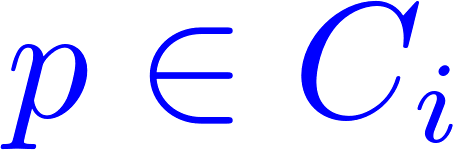 p ∈ C_i